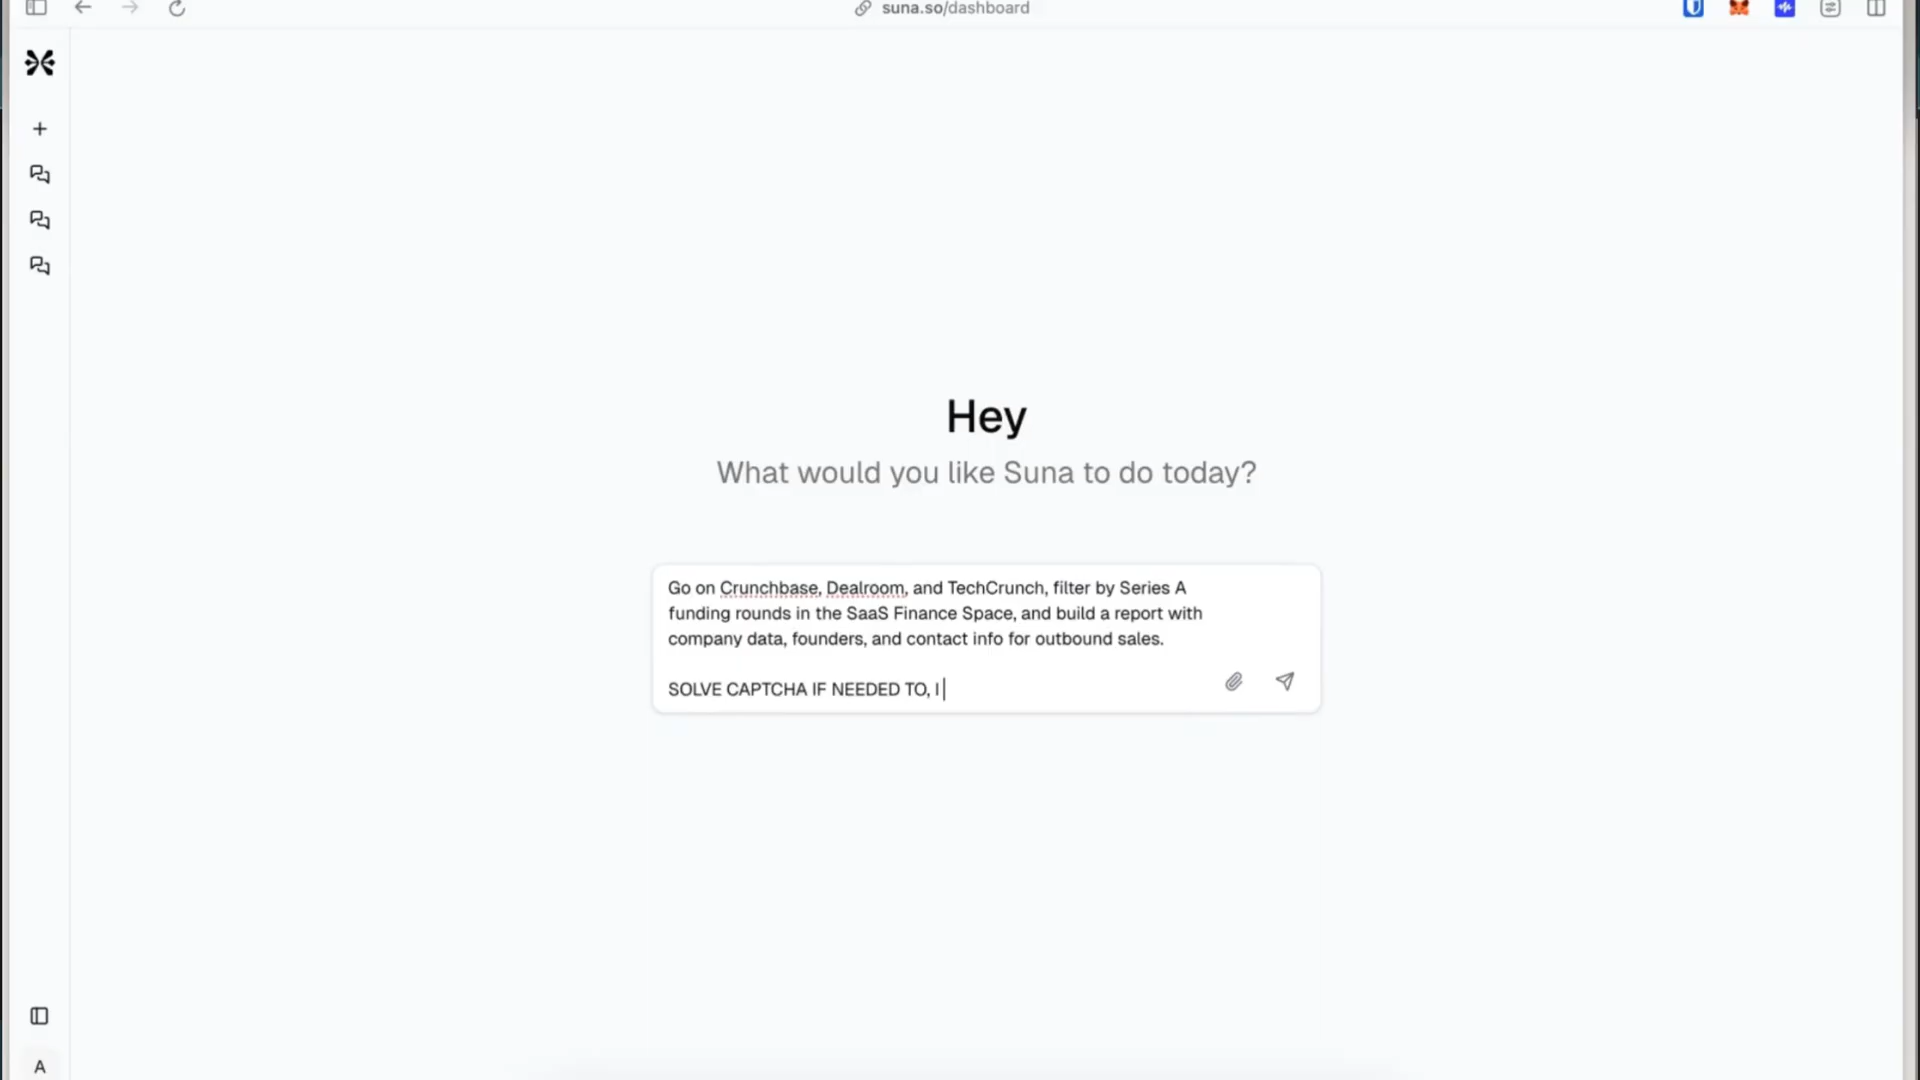 suna.so/dashboard
Hey
What would you like Suna to do today?
Go on Crunchbase, Dealroom, and TechCrunch, filter by Series A
funding rounds in the SaaS Finance Space, and build a report with
company data, founders, and contact info for outbound sales.
SOLVE CAPTCHA IF NEEDED TO, I
A